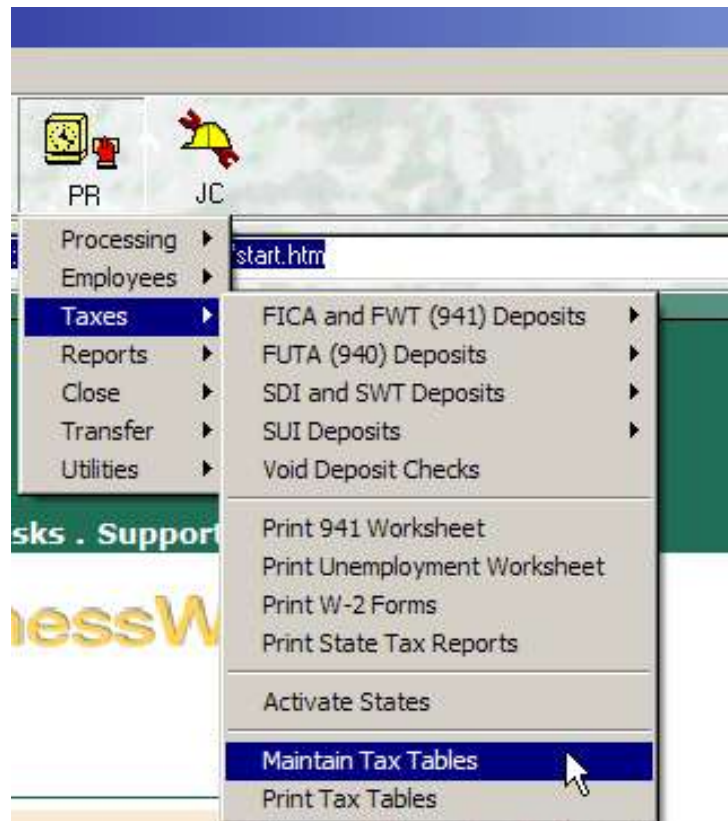 PR JC
Processing
start.htm
Employees
Taxes
FICA and FWT (941) Deposits
Reports
FUTA (940) Deposits
Close
SDI and SWT Deposits
Transfer
SUI Deposits
Utilities
Void Deposit Checks
sks . Support
Print 941 Worksheet
Print Unemployment Worksheet
nessW
Print W-2 Forms
Print State Tax Reports
Activate States
Maintain Tax Tables
Print Tax Tables